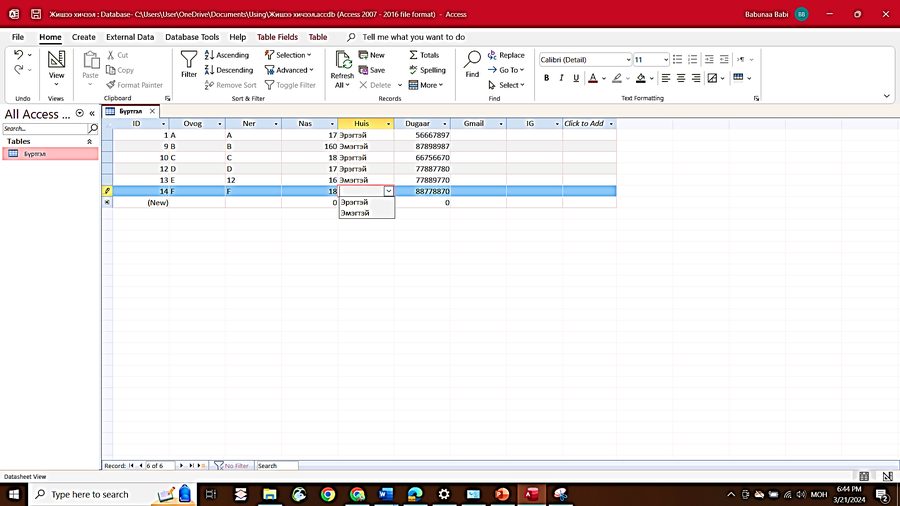 Жишээ хичээл : Database- C:\Users\User\OneDrive\Documents\Using\Жишээ хичээл.accdb (Access 2007 - 2016 file format) - Access Babunaa Babi BB
File Home Create External Data Database Tools Help Table Fields Table Tell me what you want to do
View Paste Cut Copy Format Painter Filter Ascending Descending Remove Sort Selection Advanced Toggle Filter Refresh All New Save Delete Totals Spelling More Find Replace Go To Select Calibri (Detail) 11
Undo Views Clipboard Sort & Filter Records Find Text Formatting
All Access ...
Search...
Tables
Бүртгэл
Бүртгэл
ID Ovog Ner Nas Huis Dugaar Gmail IG Click to Add
1 A A 17 Эрэгтэй 56667897
9 B B 160 Эмэгтэй 87898987
10 C C 18 Эрэгтэй 66756670
12 D D 17 Эрэгтэй 77887780
13 E 12 16 Эмэгтэй 77889770
14 F F 18 88778870
(New) 0 0
Эрэгтэй
Эмэгтэй
Record: 6 of 6 No Filter Search
Datasheet View
Type here to search МОН 6:44 PM 3/21/2024 2